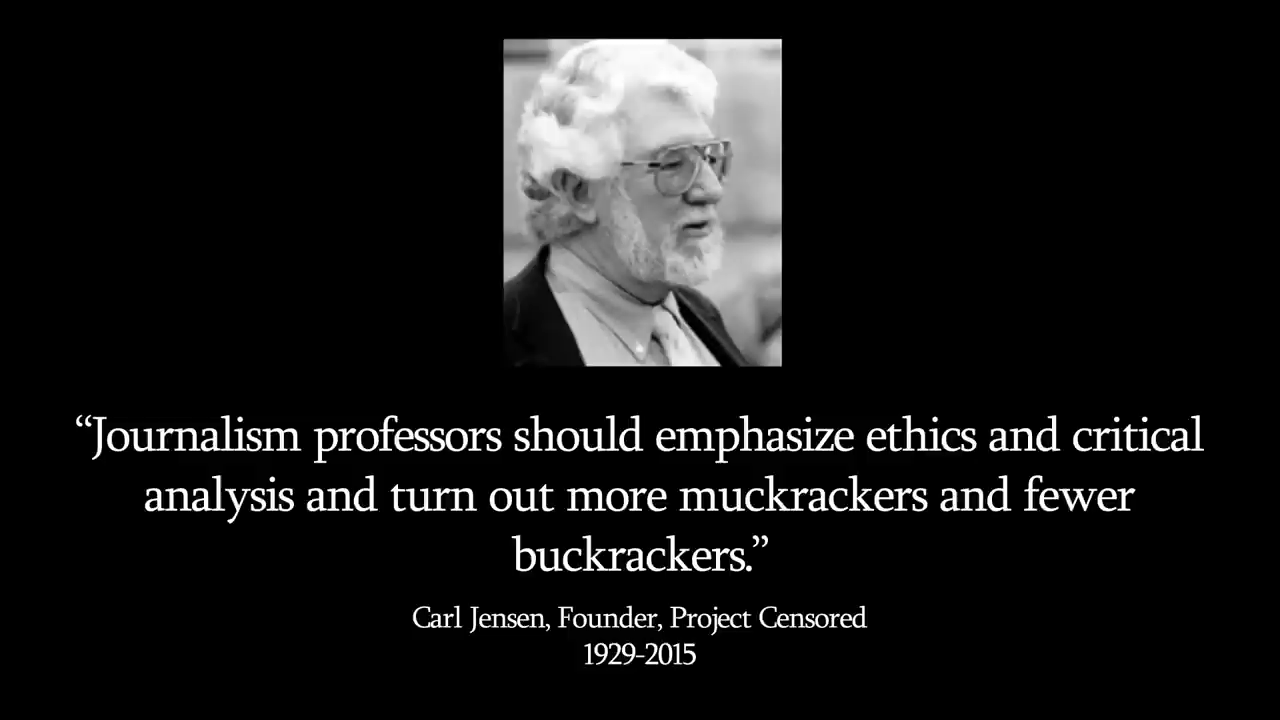 “Journalism professors should emphasize ethics and critical
analysis and turn out more muckrackers and fewer
buckrackers.”
Carl Jensen, Founder, Project Censored
1929-2015